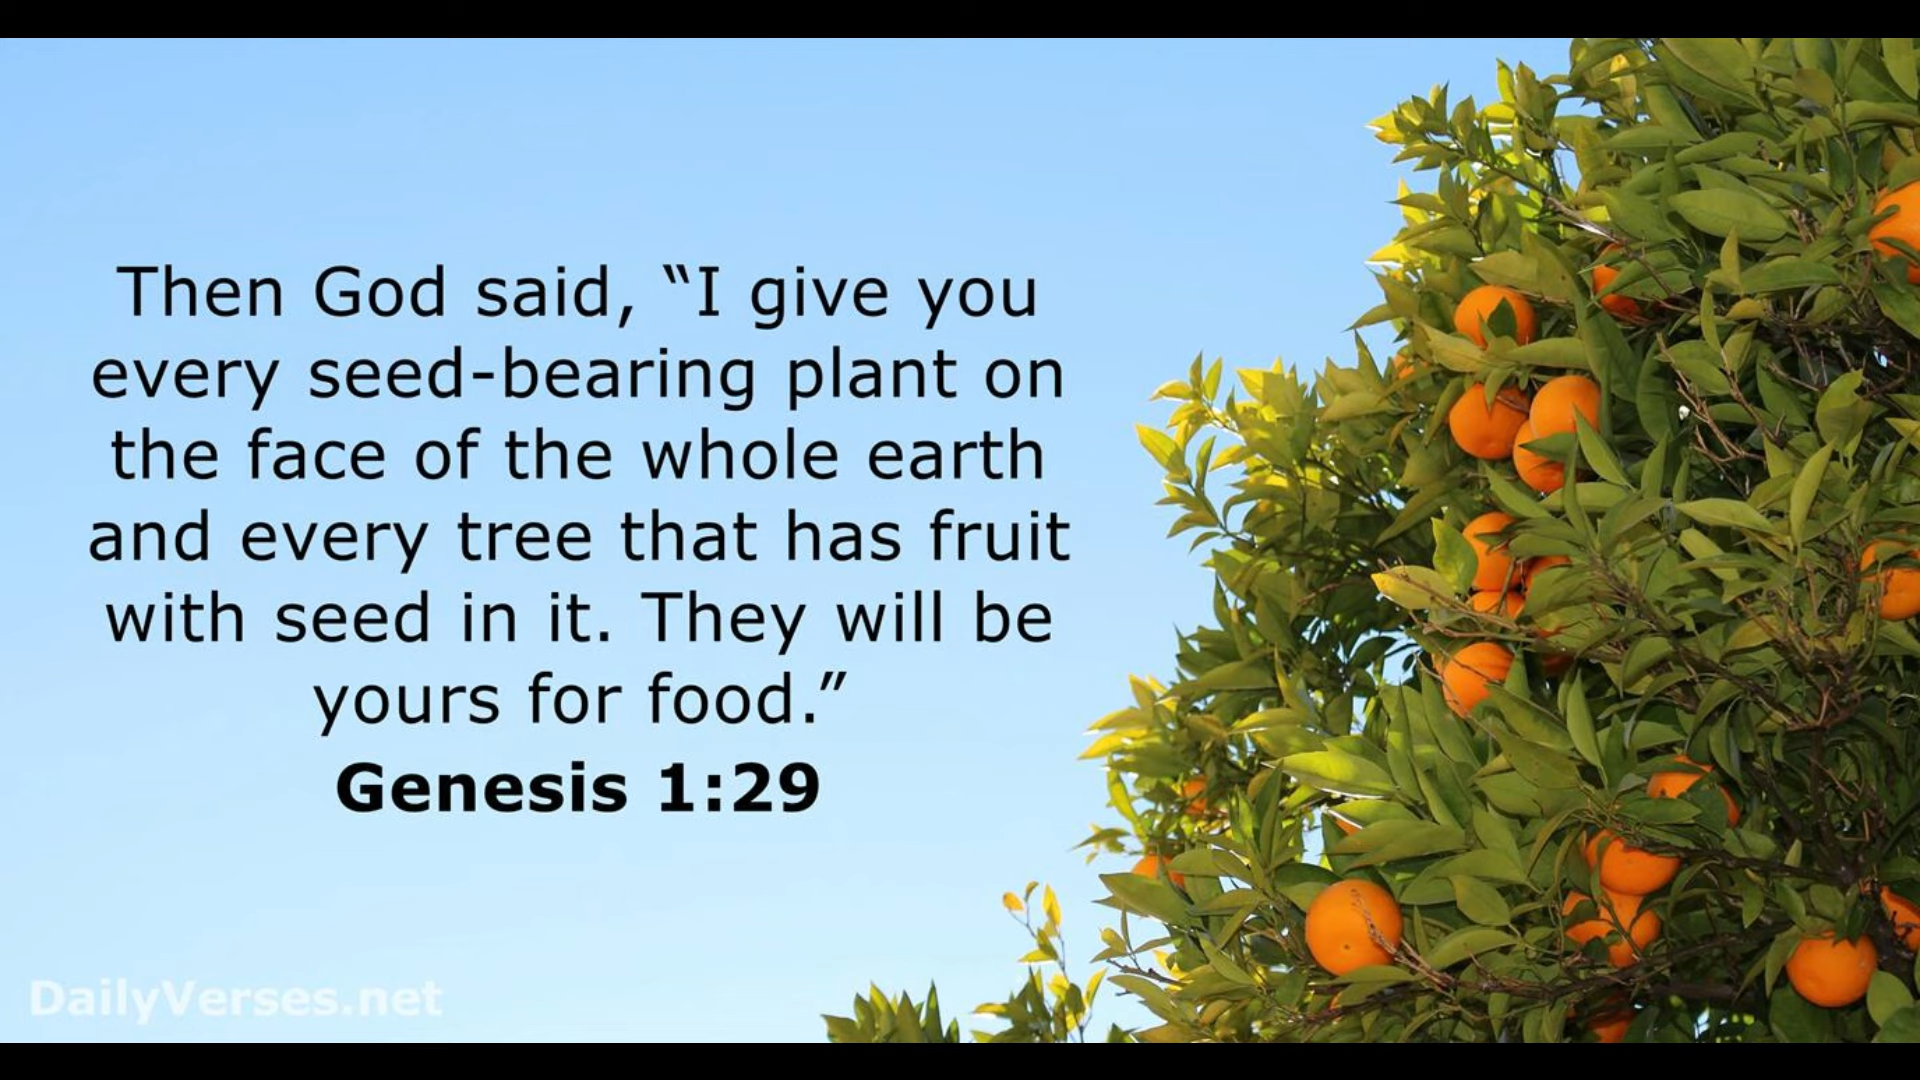 Then God said, “I give you
every seed-bearing plant on
the face of the whole earth
and every tree that has fruit
with seed in it. They will be
yours for food.”
Genesis 1:29
DailyVerses.net